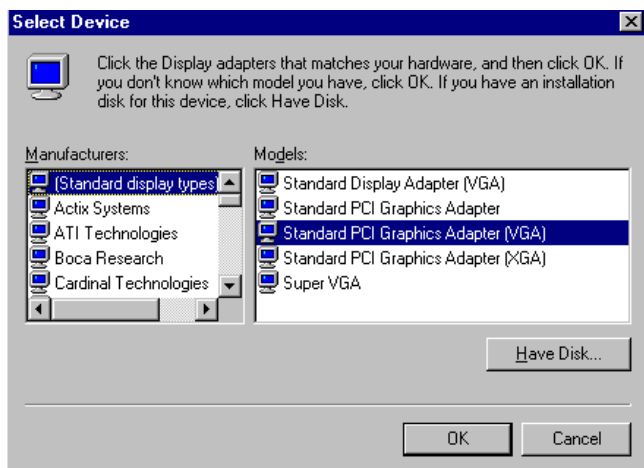 Select Device
Click the Display adapters that matches your hardware, and then click OK. If
you don't know which model you have, click OK. If you have an installation
disk for this device, click Have Disk.
Manufacturers:
(Standard display types)
Actix Systems
ATI Technologies
Boca Research
Cardinal Technologies
Models:
Standard Display Adapter (VGA)
Standard PCI Graphics Adapter
Standard PCI Graphics Adapter (VGA)
Standard PCI Graphics Adapter (XGA)
Super VGA
Have Disk...
OK
Cancel